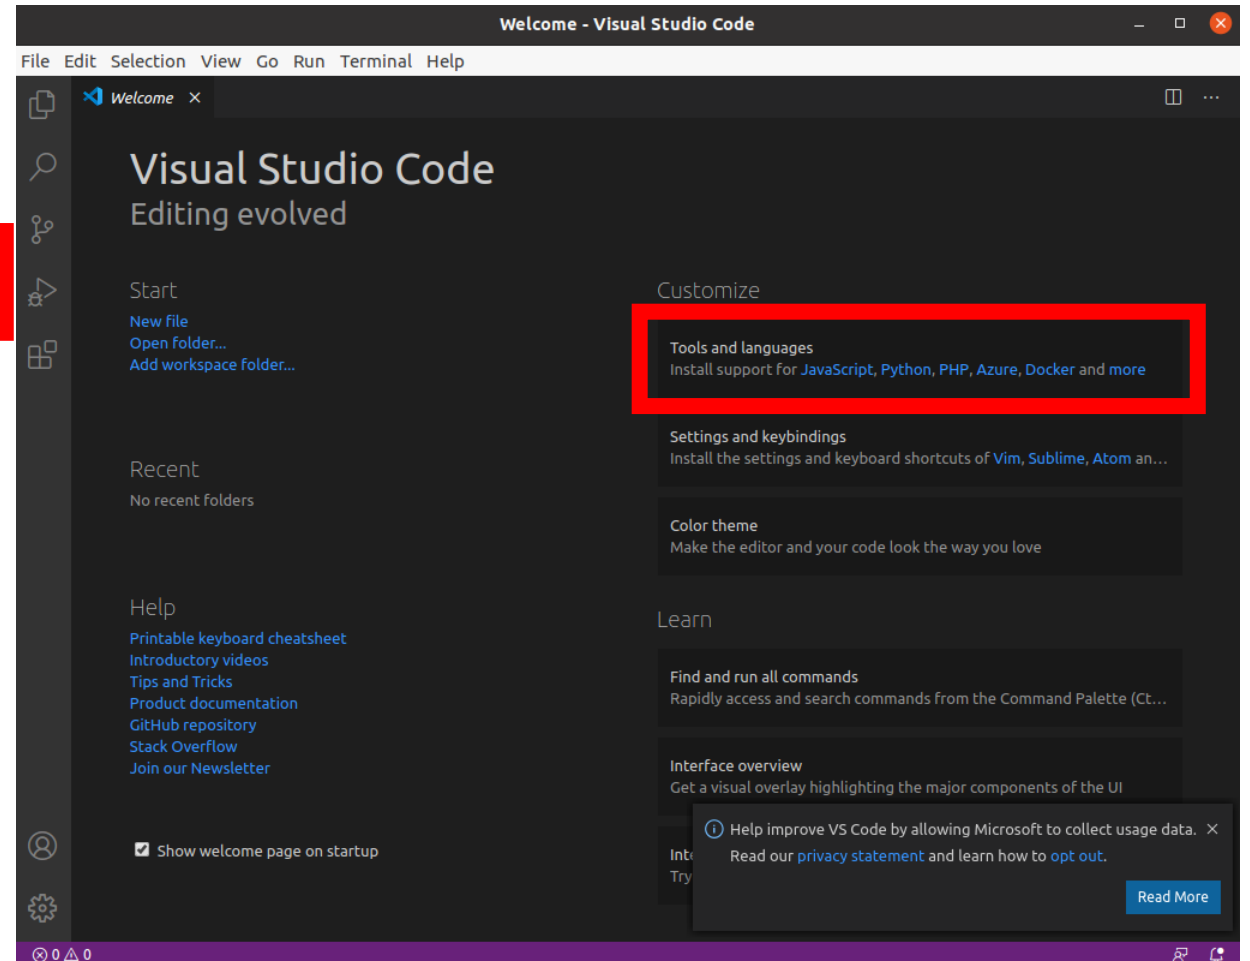 Welcome - Visual Studio Code
File Edit Selection View Go Run Terminal Help
Welcome
Visual Studio Code
Editing evolved
Start
New file
Open folder...
Add workspace folder...
Recent
No recent folders
Help
Printable keyboard cheatsheet
Introductory videos
Tips and Tricks
Product documentation
GitHub repository
Stack Overflow
Join our Newsletter
Show welcome page on startup
Customize
Tools and languages
Install support for JavaScript, Python, PHP, Azure, Docker and more
Settings and keybindings
Install the settings and keyboard shortcuts of Vim, Sublime, Atom an...
Color theme
Make the editor and your code look the way you love
Learn
Find and run all commands
Rapidly access and search commands from the Command Palette (Ct...
Interface overview
Get a visual overlay highlighting the major components of the UI
Inte
Try
Help improve VS Code by allowing Microsoft to collect usage data.
Read our privacy statement and learn how to opt out.
Read More
0 0